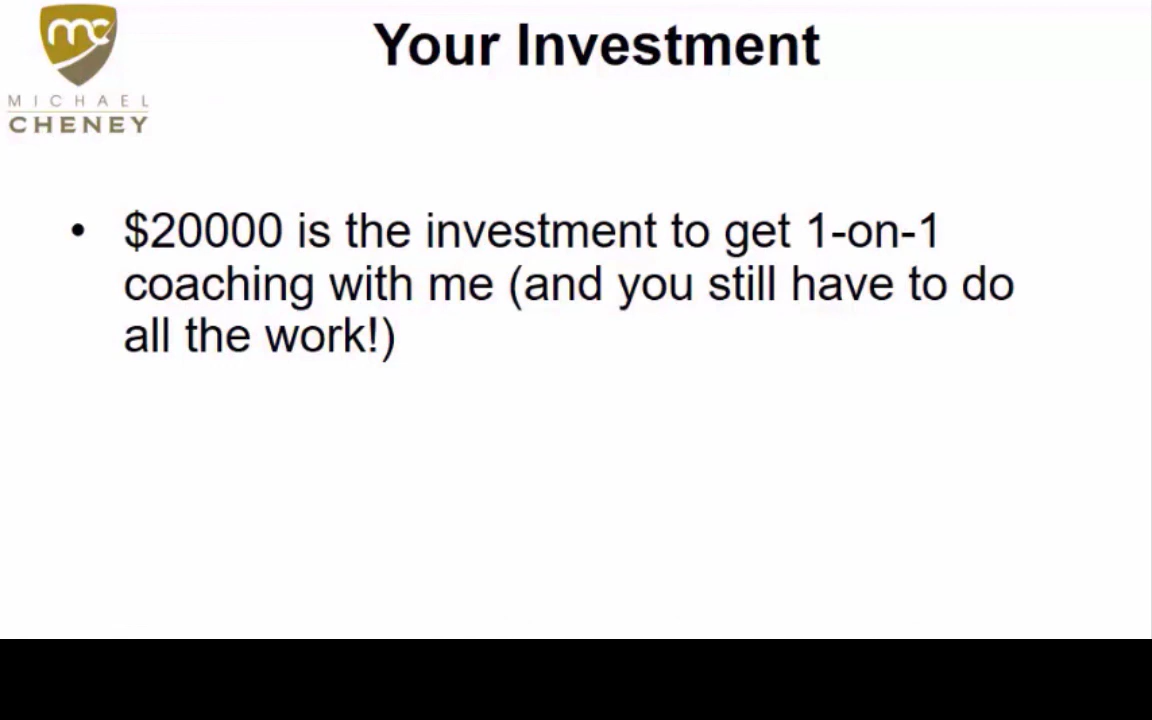 mc
MICHAEL
CHENEY
Your Investment
• $20000 is the investment to get 1-on-1
coaching with me (and you still have to do
all the work!)